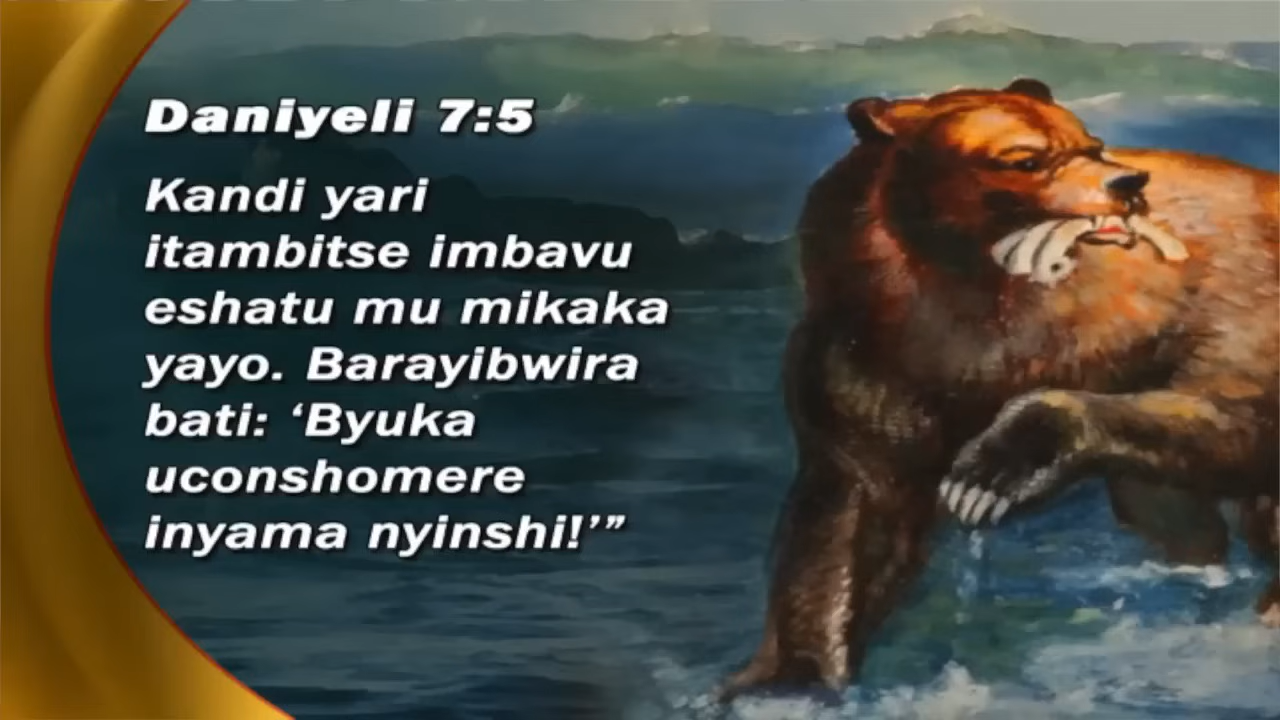 Daniyeli 7:5
Kandi yari
itambitse imbavu
eshatu mu mikaka
yayo. Barayibwira
bati: ‘Byuka
uconshomere
inyama nyinshi!’”